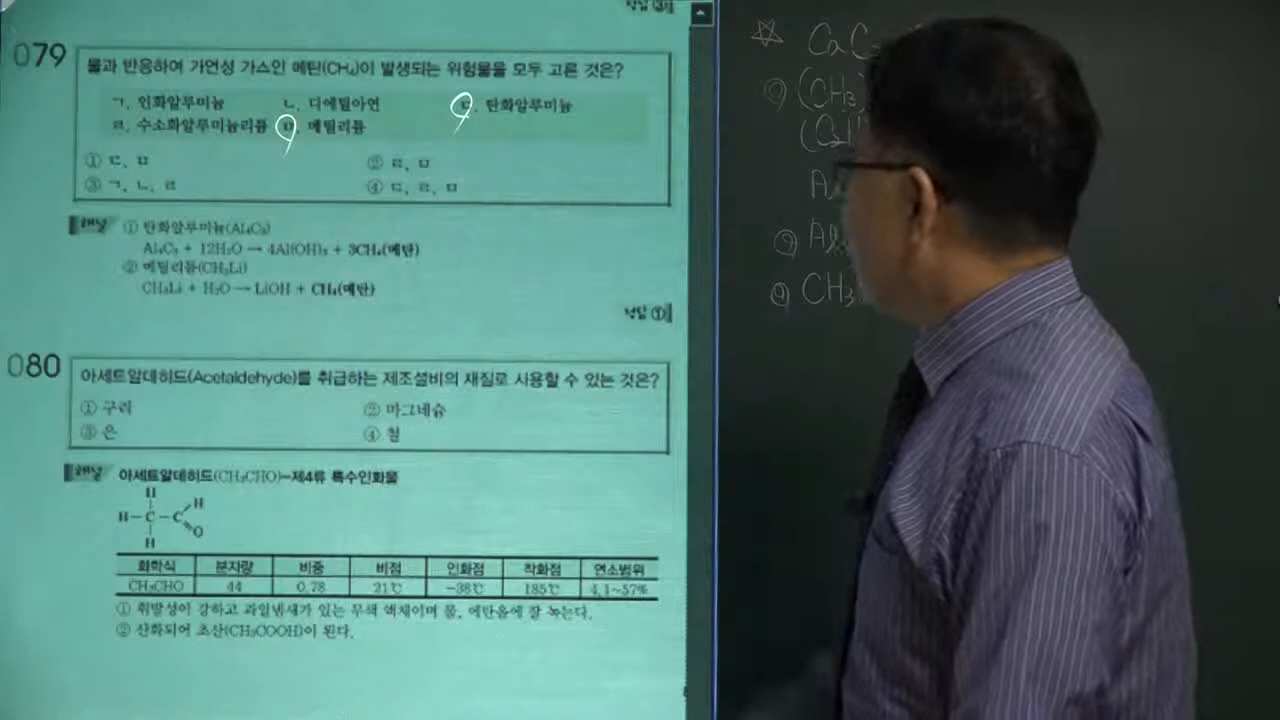 정답 ③
079
물과 반응하여 가연성 가스인 메탄(CH₄)이 발생되는 위험물을 모두 고른 것은?
ㄱ. 인화알루미늄 ㄴ. 디에틸아연 ㄷ. 탄화알루미늄
ㄹ. 수소화알루미늄리튬 ㅁ. 메틸리튬
① ㄷ, ㅁ ② ㄹ, ㅁ
③ ㄱ, ㄴ, ㄹ ④ ㄷ, ㄹ, ㅁ
해설 ① 탄화알루미늄(Al₄C₃)
Al₄C₃ + 12H₂O → 4Al(OH)₃ + 3CH₄(메탄)
② 메틸리튬(CH₃Li)
CH₃Li + H₂O → LiOH + CH₄(메탄)
정답 ①
080
아세트알데히드(Acetaldehyde)를 취급하는 제조설비의 재질로 사용할 수 있는 것은?
① 구리 ② 마그네슘
③ 은 ④ 철
해설 아세트알데히드(CH₃CHO)-제4류 특수인화물
H
H-C-C H
O
H
화학식 분자량 비중 비점 인화점 착화점 연소범위
CH₃CHO 44 0.78 21℃ -38℃ 185℃ 4.1~57%
① 휘발성이 강하고 과일냄새가 있는 무색 액체이며 물, 에탄올에 잘 녹는다.
② 산화되어 초산(CH₃COOH)이 된다.
☆ Ca C
(CH₃
(C₂H
A
Al
CH₃